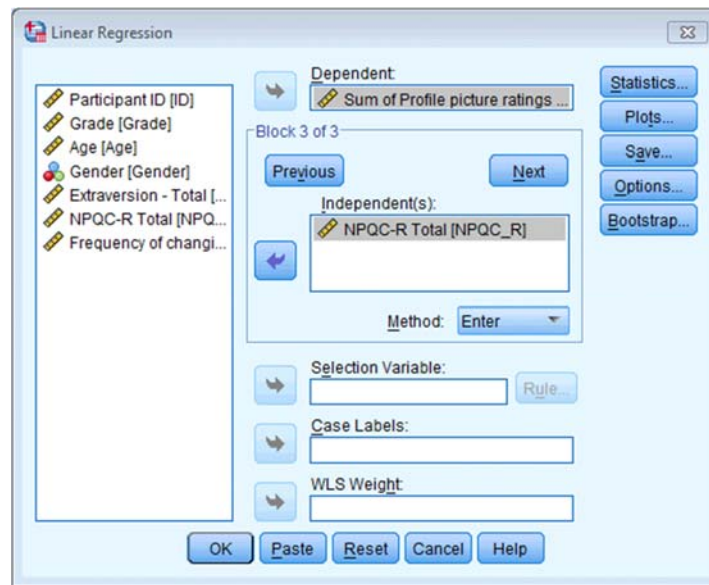 Linear Regression
Participant ID [ID]
Grade [Grade]
Age [Age]
Gender [Gender]
Extraversion - Total [...
NPQC-R Total [NPQ...
Frequency of changi...
Dependent:
Sum of Profile picture ratings ...
Block 3 of 3
Previous
Next
Independent(s):
NPQC-R Total [NPQC_R]
Method: Enter
Selection Variable:
Rule...
Case Labels:
WLS Weight:
Statistics...
Plots...
Save...
Options...
Bootstrap...
OK Paste Reset Cancel Help